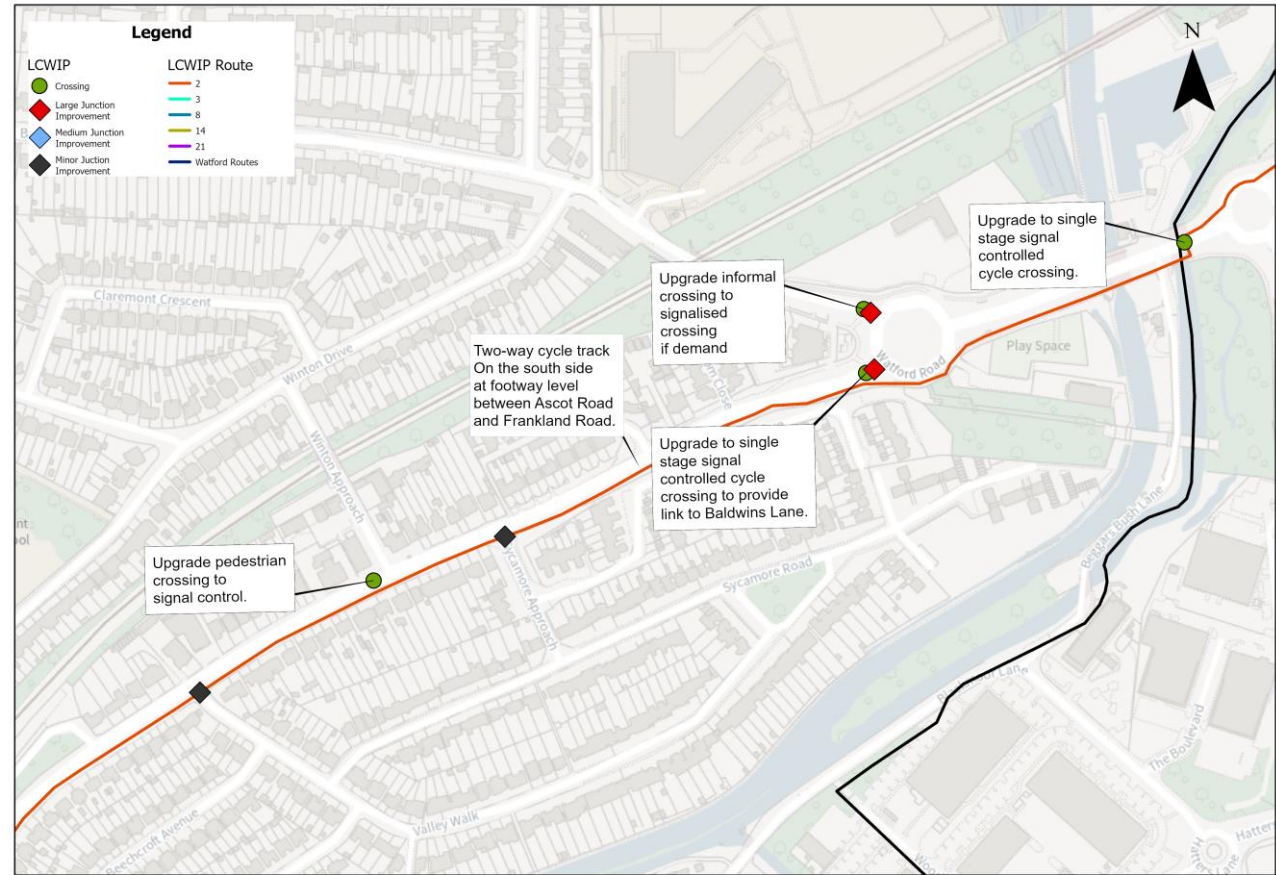 Legend
LCWIP
Crossing
Large Junction
Improvement
Medium Junction
Improvement
Minor Juction
Improvement
LCWIP Route
2
3
8
14
21
Watford Routes
N
Upgrade to single
stage signal
controlled
cycle crossing.
Upgrade informal
crossing to
signalised
crossing
if demand
Claremont Crescent
Winton Drive
Two-way cycle track
On the south side
at footway level
between Ascot Road
and Frankland Road.
Close
Watford Road
Play Space
Winton Approach
Upgrade to single
stage signal
controlled cycle
crossing to provide
link to Baldwins Lane.
Upgrade pedestrian
crossing to
signal control.
Sycamore Approach
Sycamore Road
Beggars Bush Lane
Lane
The Boulevard
Beechcroft Avenue
Valley Walk
Hatters Lane